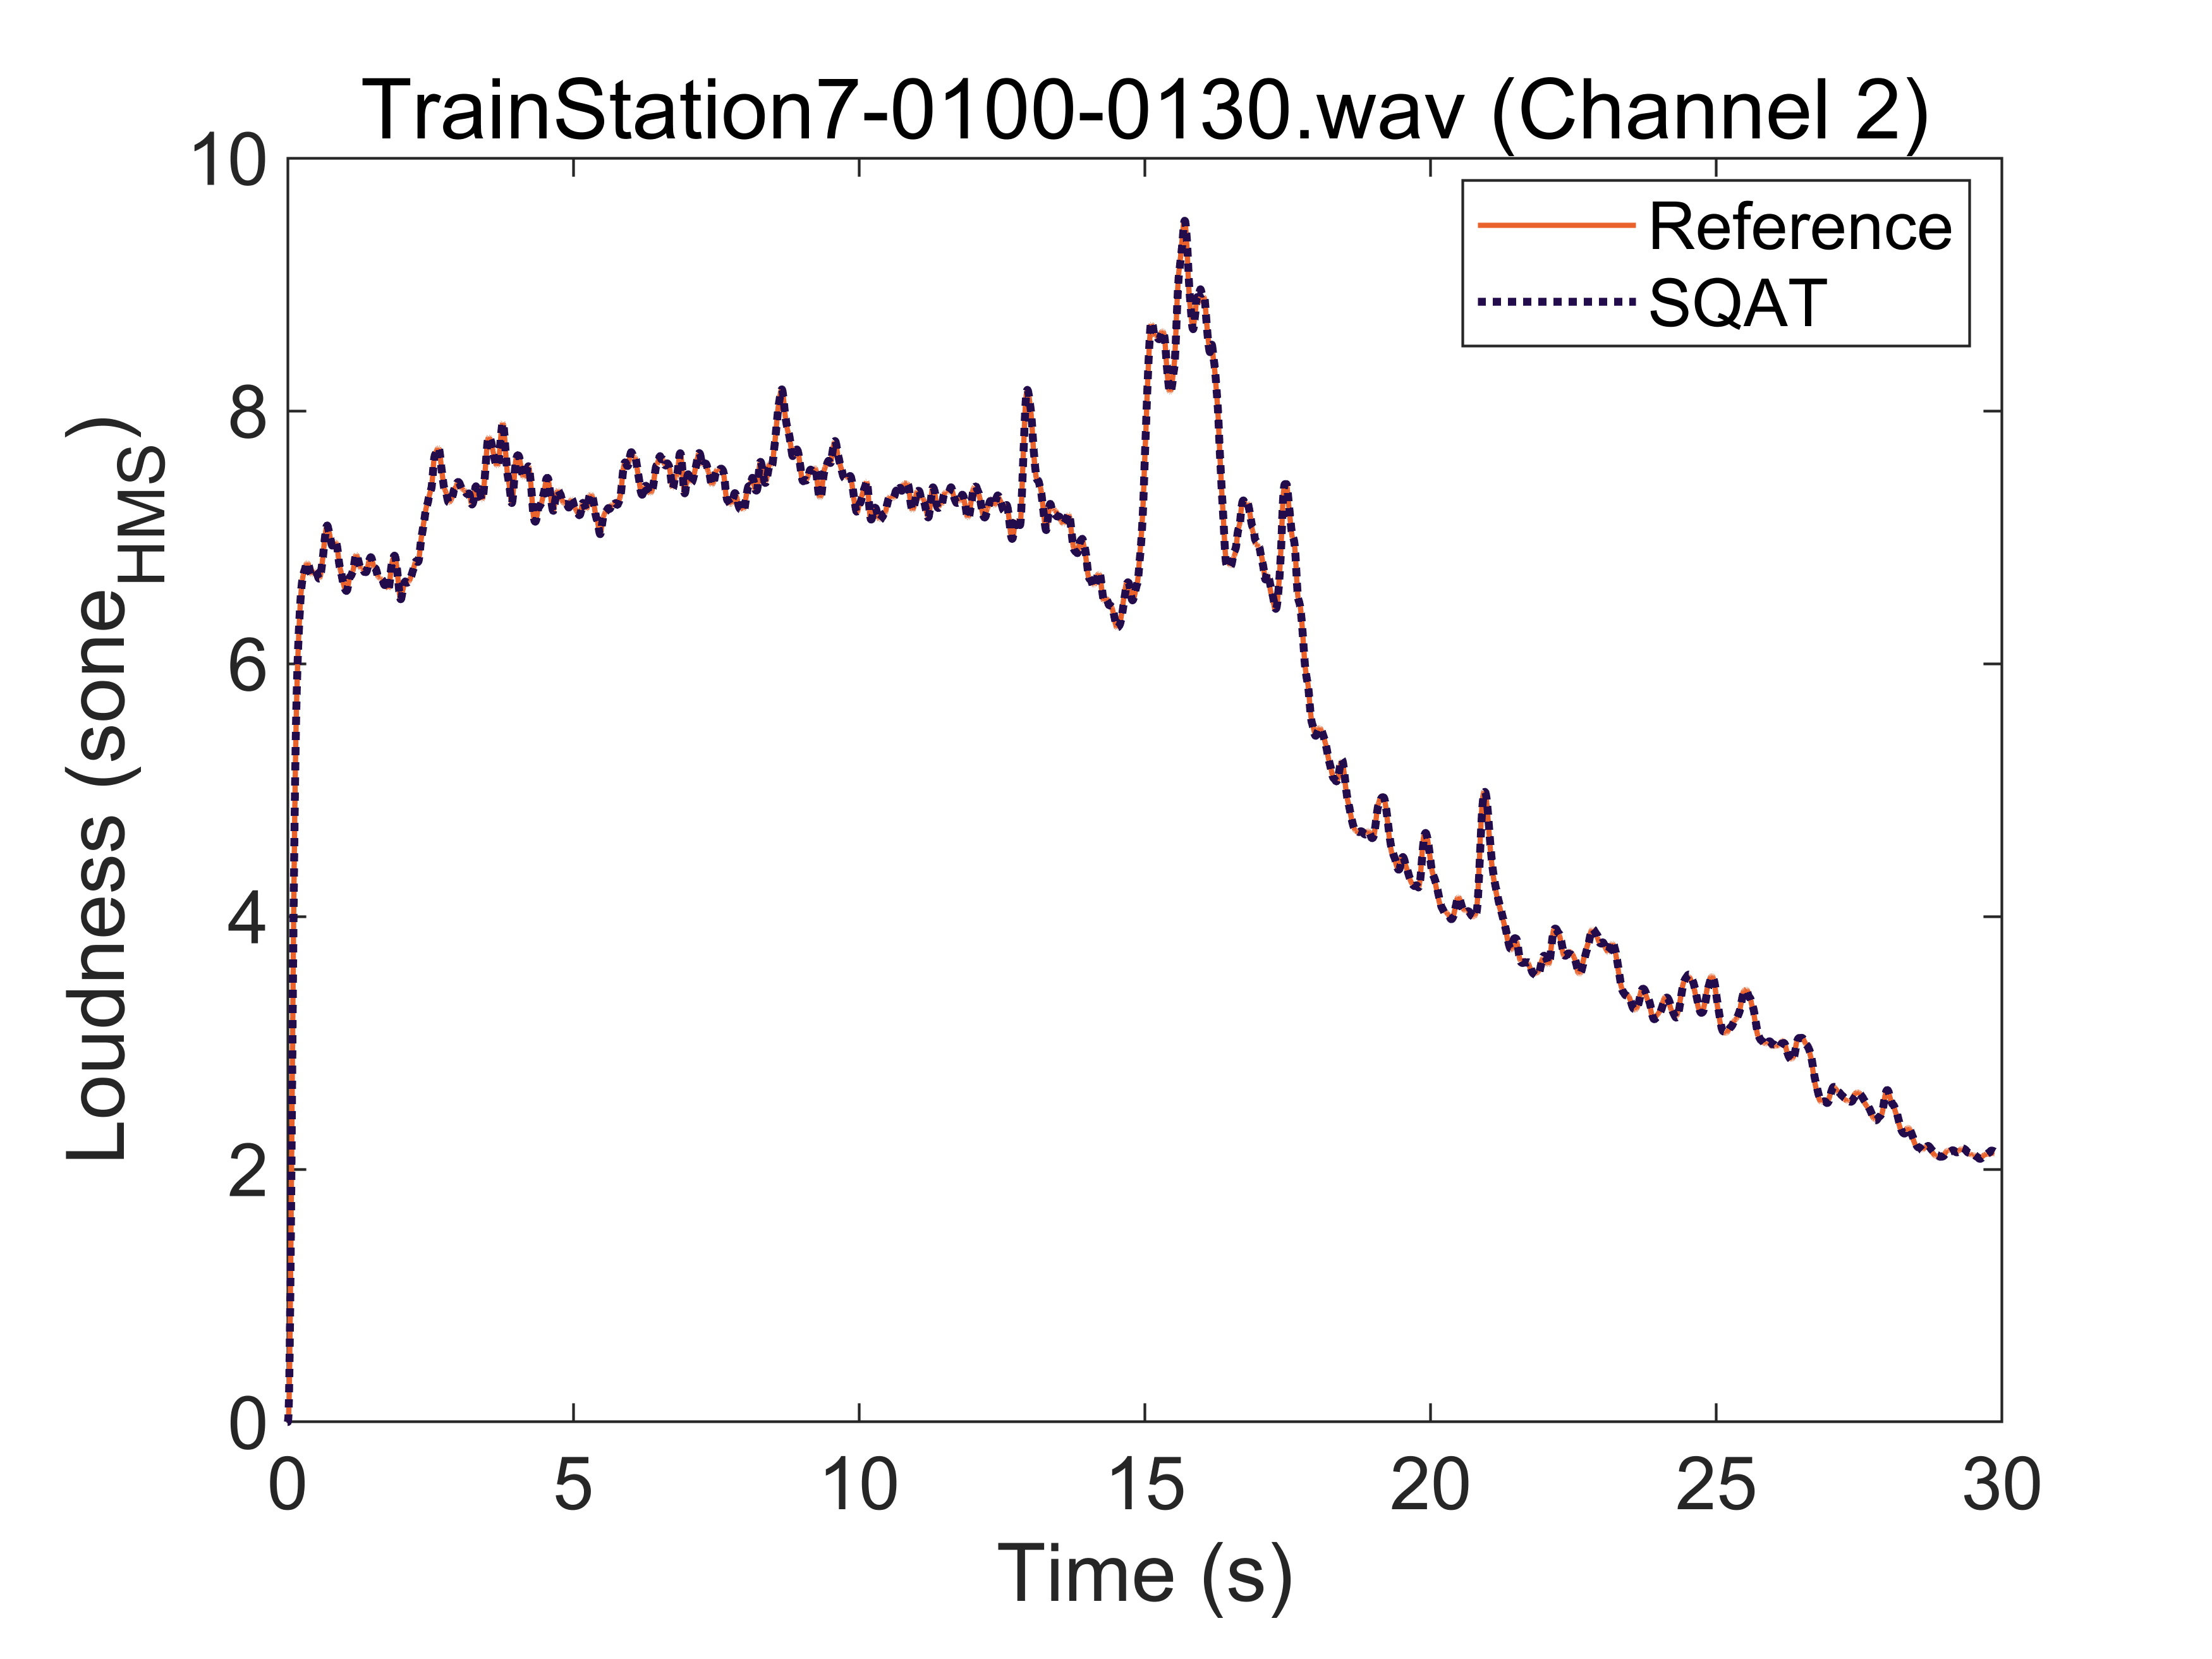 TrainStation7-0100-0130.wav (Channel 2)
Reference
SQAT
Loudness (sone_HMS)
10
8
6
4
2
0
0 5 10 15 20 25 30
Time (s)